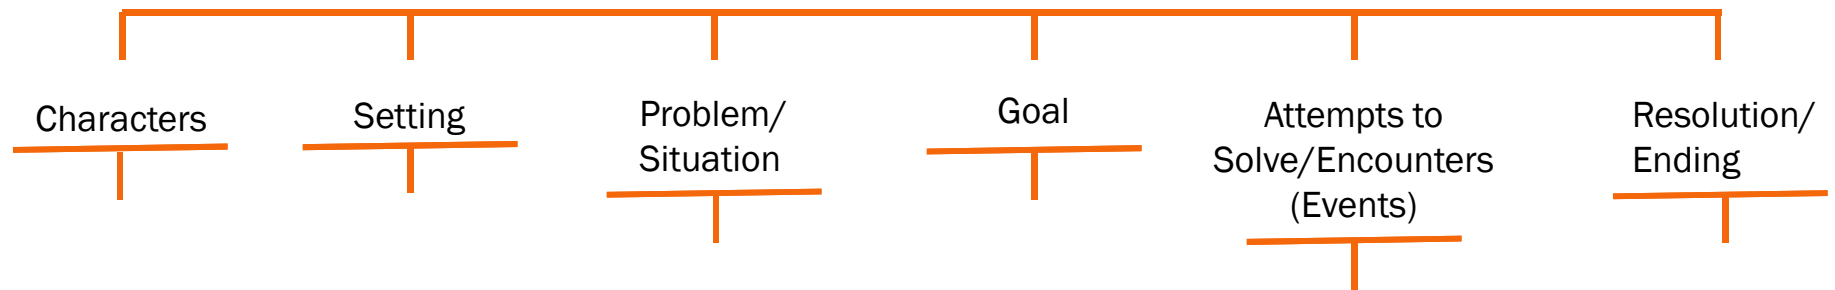 Characters
Setting
Problem/
Situation
Goal
Attempts to
Solve/Encounters
(Events)
Resolution/
Ending